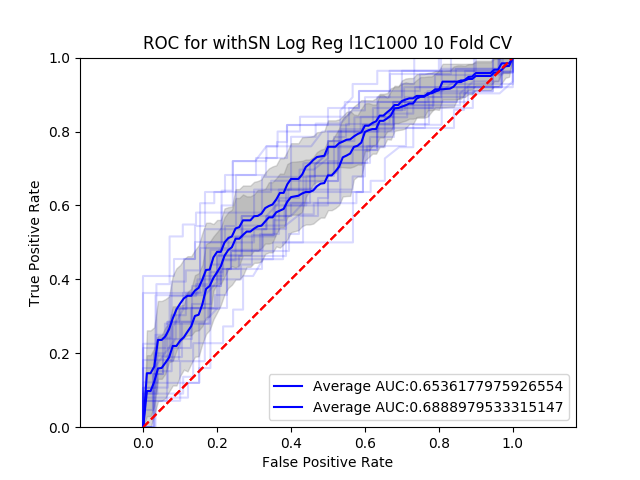 ROC for withSN Log Reg l1C1000 10 Fold CV
True Positive Rate
1.0
0.8
0.6
0.4
0.2
0.0
Average AUC:0.6536177975926554
Average AUC:0.6888979533315147
0.0 0.2 0.4 0.6 0.8 1.0
False Positive Rate